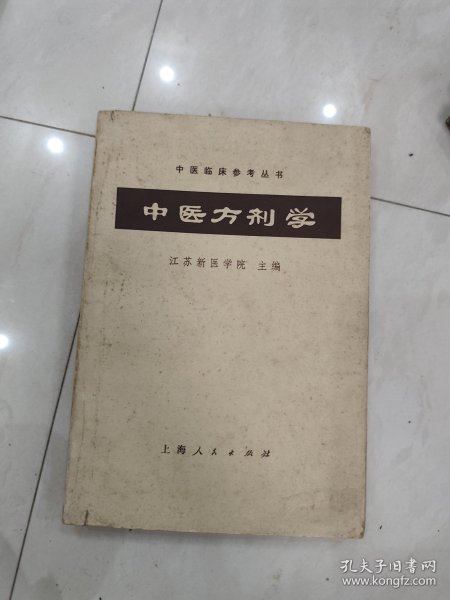 中医临床参考丛书
中医方剂学
江苏新医学院 主编
上海人民出版社
孔夫子旧书网
www.kongfz.com